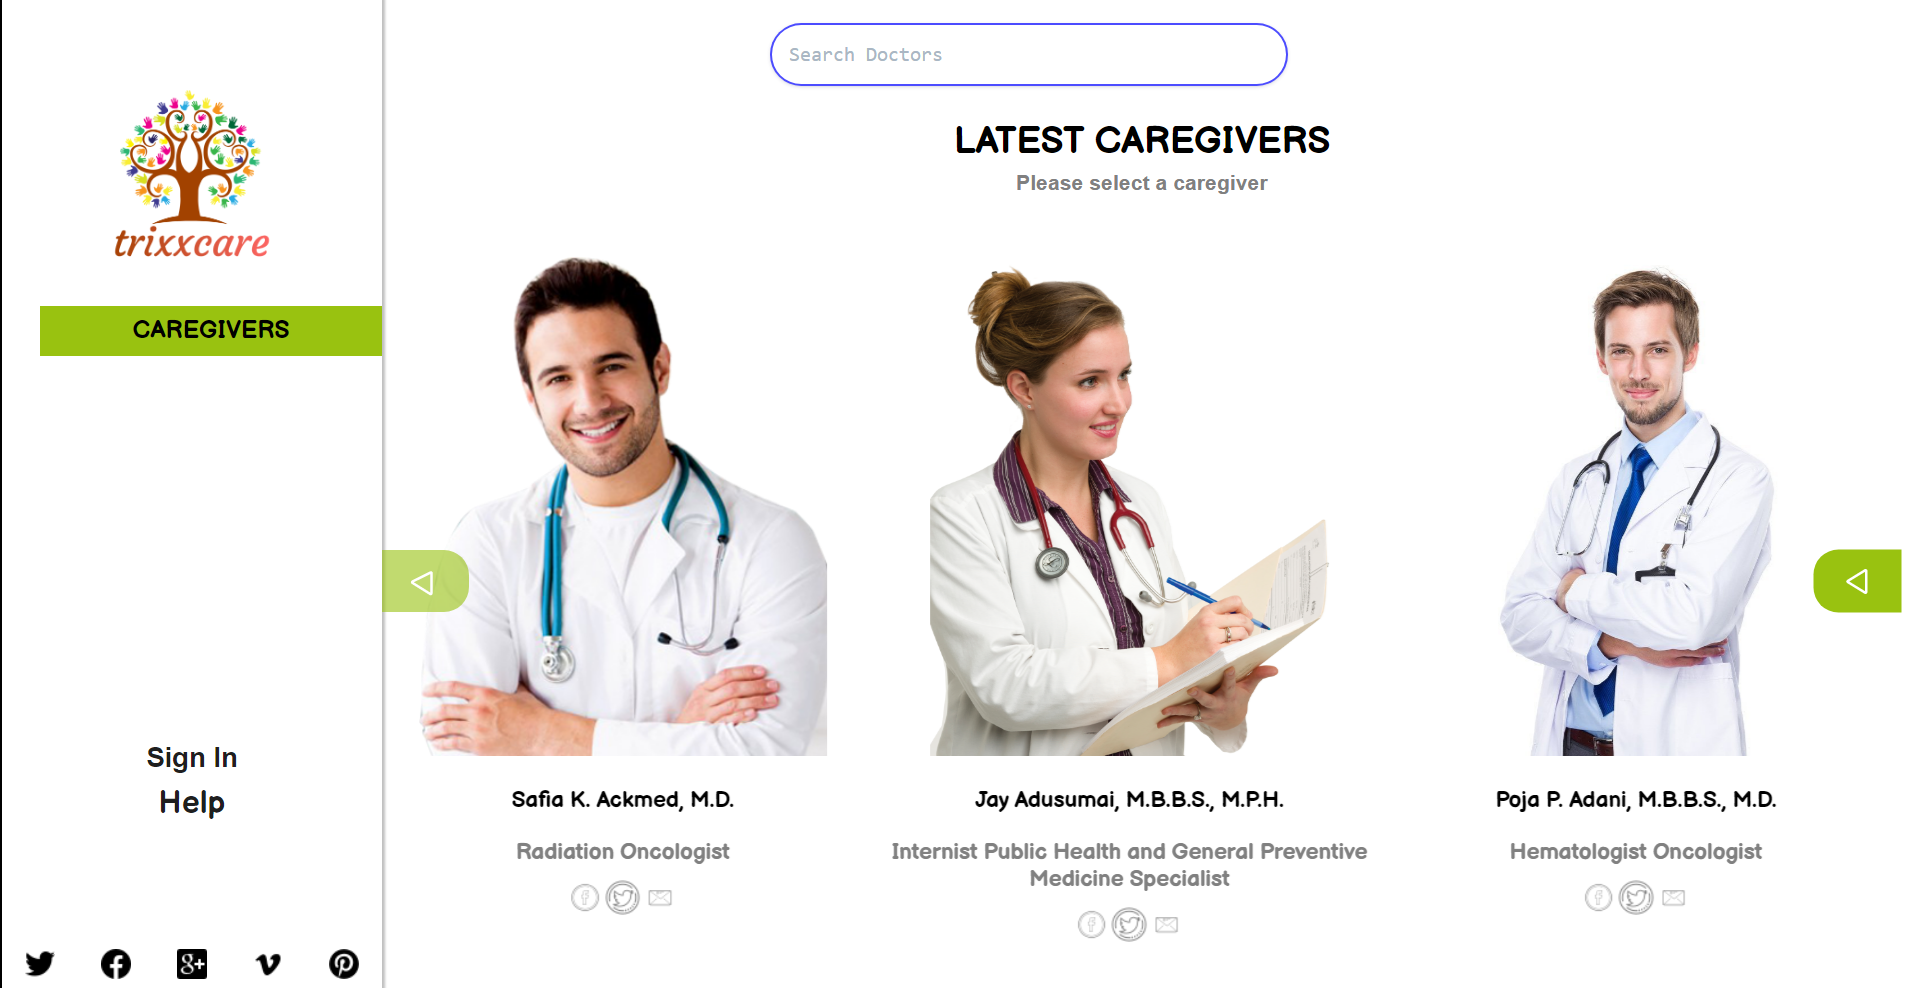 trixxcare
CAREGIVERS
Sign In
Help
Search Doctors
LATEST CAREGIVERS
Please select a caregiver
Safia K. Ackmed, M.D.
Radiation Oncologist
Jay Adusumai, M.B.B.S., M.P.H.
Internist Public Health and General Preventive
Medicine Specialist
Poja P. Adani, M.B.B.S., M.D.
Hematologist Oncologist